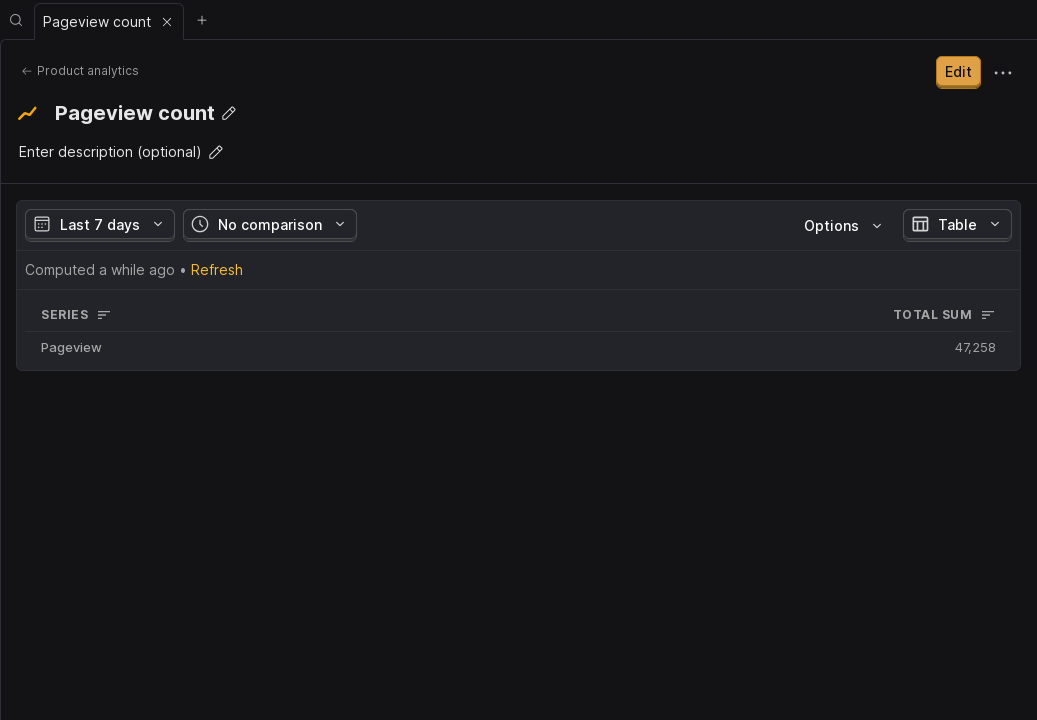 Pageview count
Product analytics
Edit
Pageview count
Enter description (optional)
Last 7 days
No comparison
Options
Table
Computed a while ago • Refresh
SERIES
TOTAL SUM
Pageview
47,258